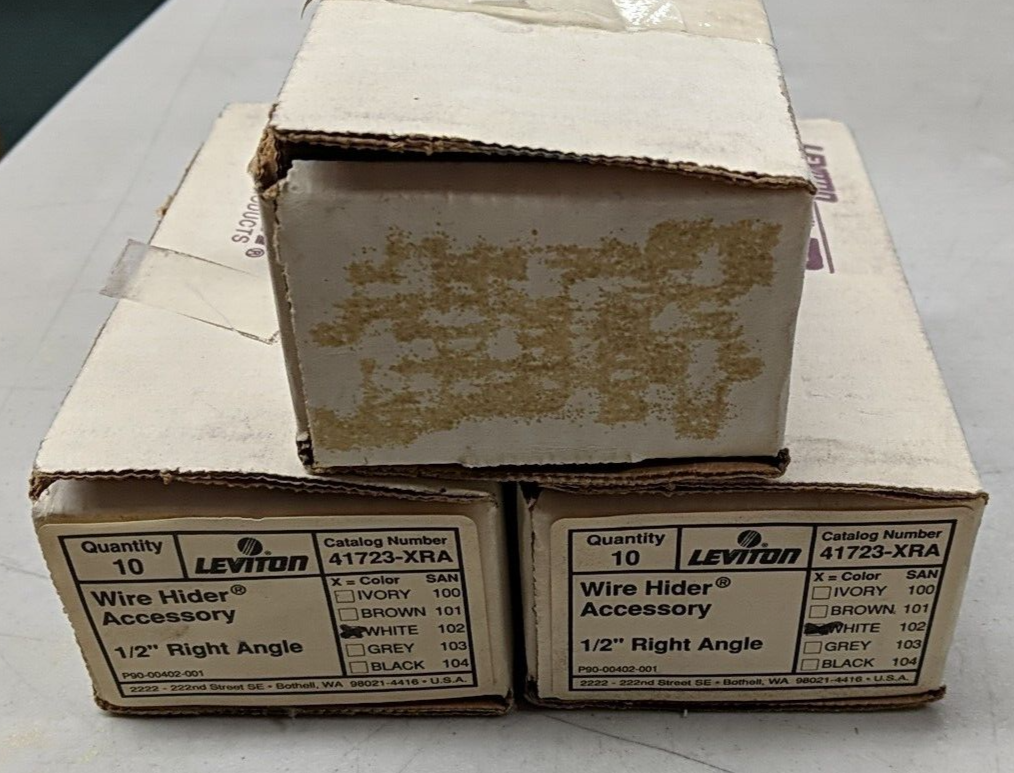 LEVITON
DUCTS ®
Quantity
10
LEVITON
Catalog Number
41723-XRA
Wire Hider®
Accessory
1/2" Right Angle
P90-00402-001
X = Color SAN
IVORY 100
BROWN 101
WHITE 102
GREY 103
BLACK 104
2222 - 222nd Street SE • Bothell, WA 98021-4416 • U.S.A.
Quantity
10
LEVITON
Catalog Number
41723-XRA
Wire Hider®
Accessory
1/2" Right Angle
P90-00402-001
X = Color SAN
IVORY 100
BROWN 101
WHITE 102
GREY 103
BLACK 104
2222 - 222nd Street SE • Bothell, WA 98021-4416 • U.S.A.